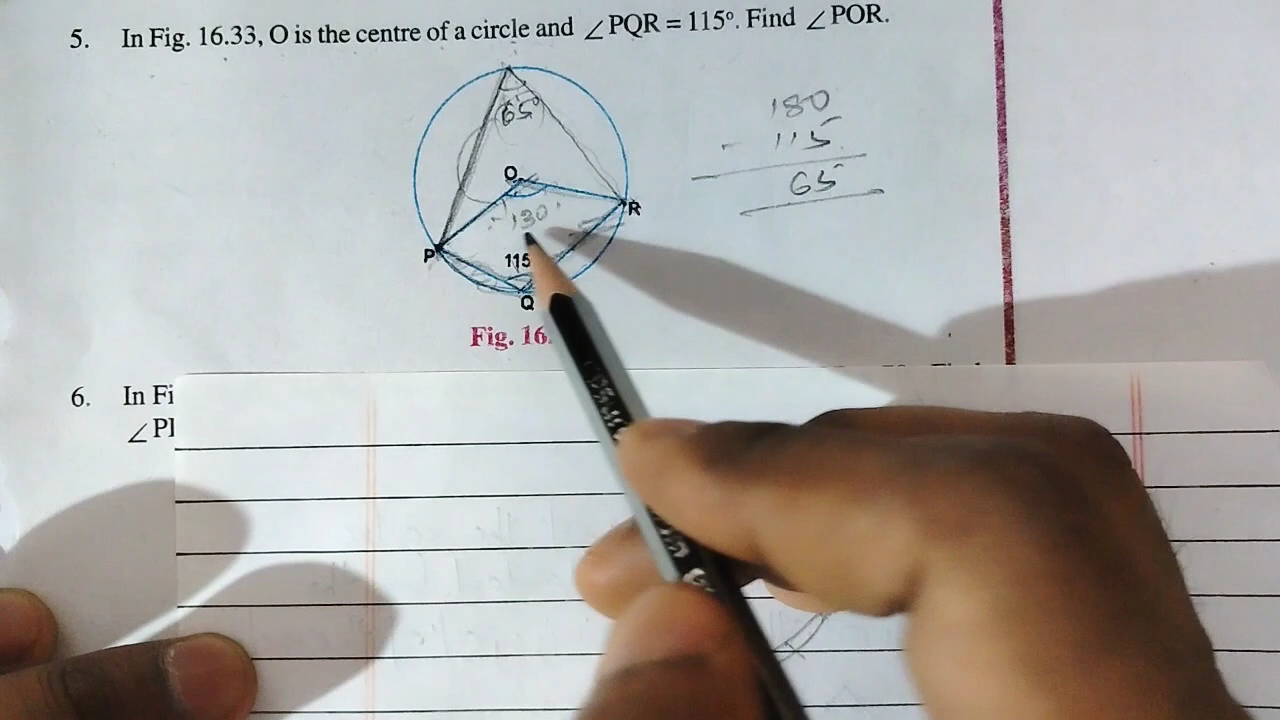 5. In Fig. 16.33, O is the centre of a circle and ∠PQR = 115°. Find ∠POR.
65°
180
- 115
65
O
130°
R
P
115
Q
Fig. 16.
6. In Fi
∠P